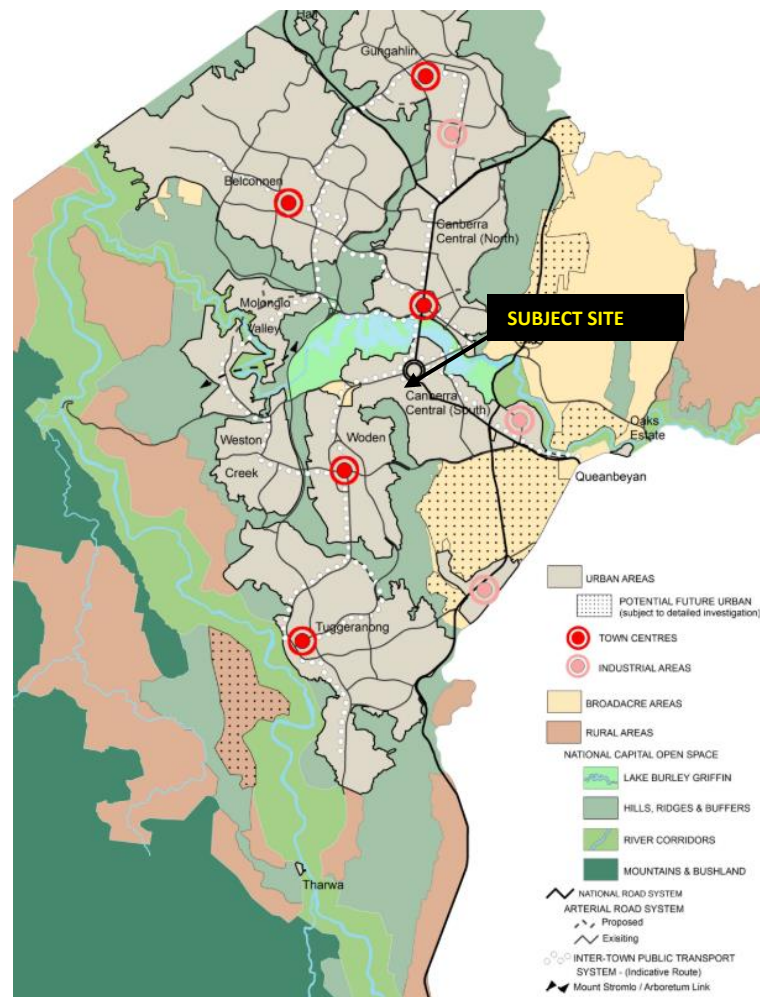 Hall
Gungahlin
Belconnen
Canberra
Central (North)
SUBJECT SITE
Molonglo
Valley
Canberra
Central (South)
Oaks
Estate
Weston
Creek
Woden
Queanbeyan
Tuggeranong
Tharwa
URBAN AREAS
POTENTIAL FUTURE URBAN
(subject to detailed investigation)
TOWN CENTRES
INDUSTRIAL AREAS
BROADACRE AREAS
RURAL AREAS
NATIONAL CAPITAL OPEN SPACE
LAKE BURLEY GRIFFIN
HILLS, RIDGES & BUFFERS
RIVER CORRIDORS
MOUNTAINS & BUSHLAND
NATIONAL ROAD SYSTEM
ARTERIAL ROAD SYSTEM
Proposed
Exisiting
INTER-TOWN PUBLIC TRANSPORT
SYSTEM - (Indicative Route)
Mount Stromlo / Arboretum Link